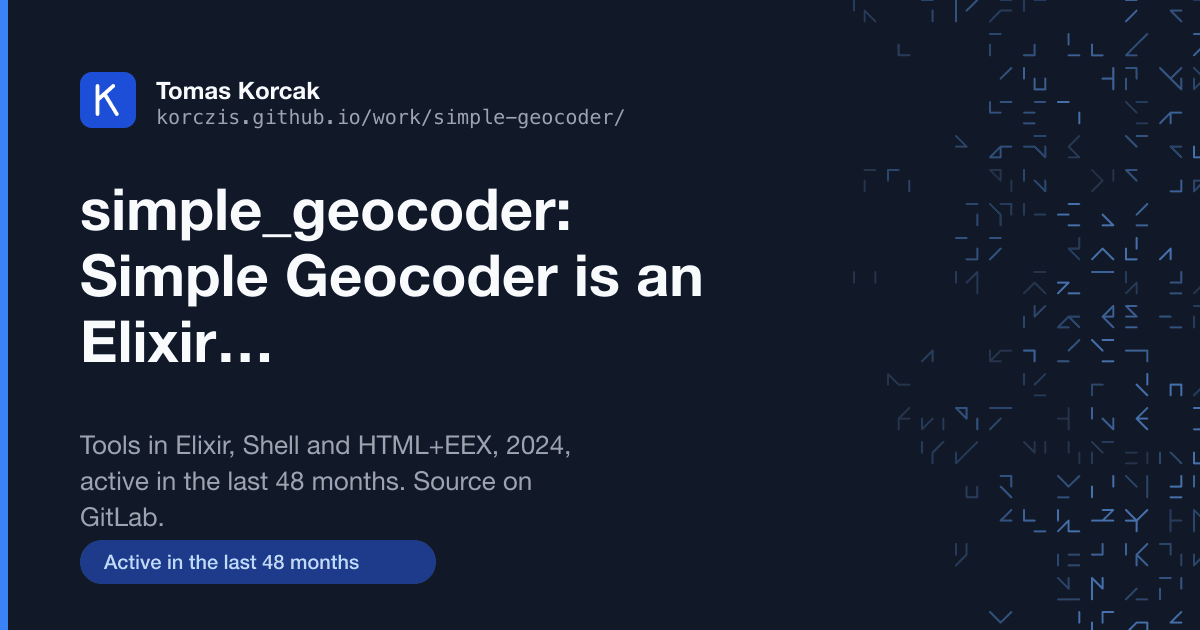 K
Tomas Korcak
korczis.github.io/work/simple-geocoder/
simple_geocoder:
Simple Geocoder is an
Elixir…
Tools in Elixir, Shell and HTML+EEX, 2024,
active in the last 48 months. Source on
GitLab.
Active in the last 48 months